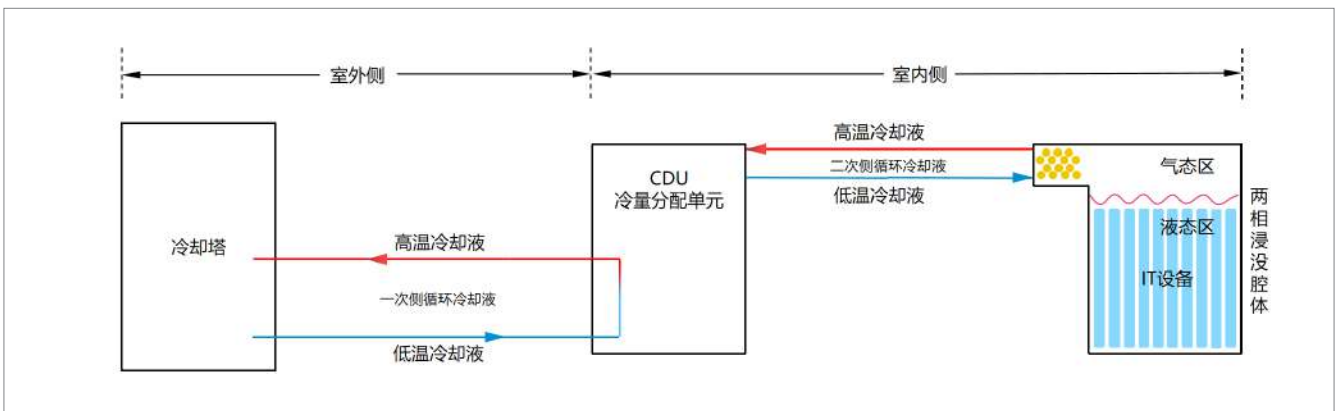 室外侧
室内侧
高温冷却液
二次侧循环冷却液
低温冷却液
CDU
冷量分配单元
气态区
液态区
IT设备
两相浸没腔体
冷却塔
高温冷却液
一次侧循环冷却液
低温冷却液